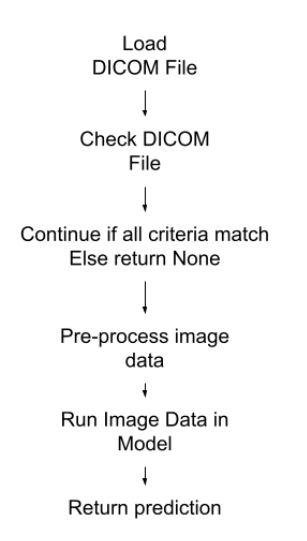 Load
DICOM File
Check DICOM
File
Continue if all criteria match
Else return None
Pre-process image
data
Run Image Data in
Model
Return prediction